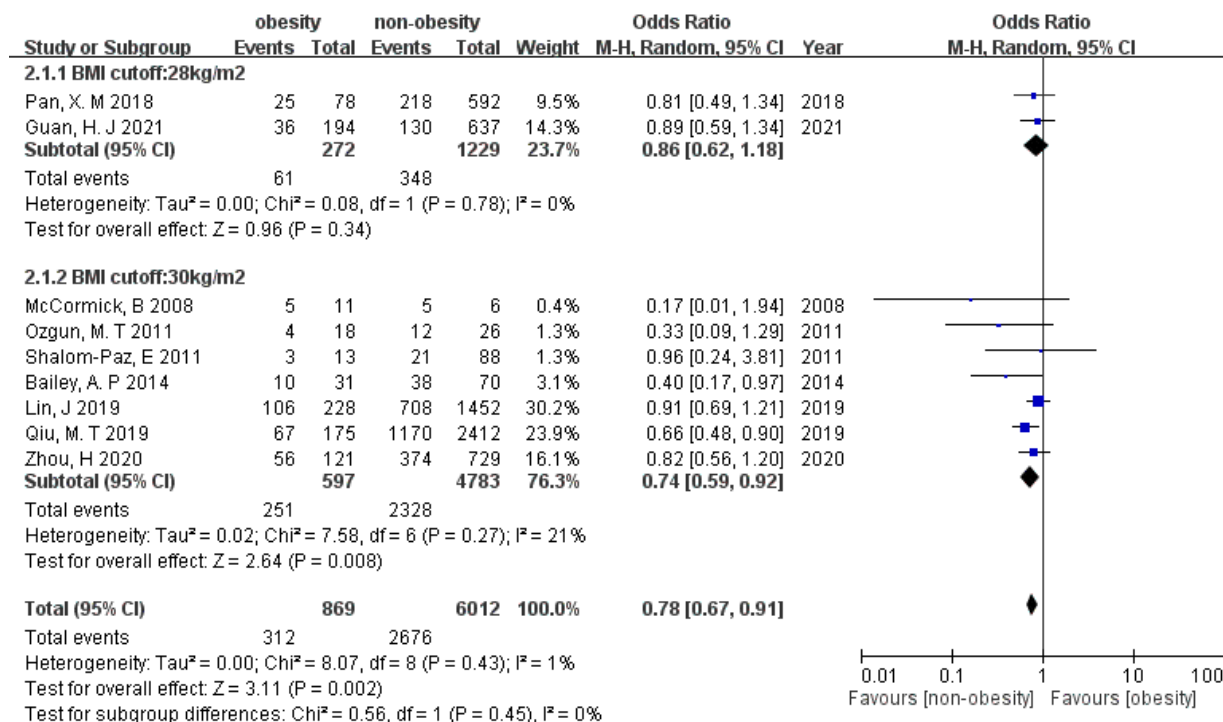 obesity non-obesity Odds Ratio Odds Ratio
Study or Subgroup Events Total Events Total Weight M-H, Random, 95% CI Year M-H, Random, 95% CI
2.1.1 BMI cutoff:28kg/m2
Pan, X. M 2018 25 78 218 592 9.5% 0.81 [0.49, 1.34] 2018
Guan, H. J 2021 36 194 130 637 14.3% 0.89 [0.59, 1.34] 2021
Subtotal (95% CI) 272 1229 23.7% 0.86 [0.62, 1.18]
Total events 61 348
Heterogeneity: Tau² = 0.00; Chi² = 0.08, df = 1 (P = 0.78); I² = 0%
Test for overall effect: Z = 0.96 (P = 0.34)
2.1.2 BMI cutoff:30kg/m2
McCormick, B 2008 5 11 5 6 0.4% 0.17 [0.01, 1.94] 2008
Ozgun, M. T 2011 4 18 12 26 1.3% 0.33 [0.09, 1.29] 2011
Shalom-Paz, E 2011 3 13 21 88 1.3% 0.96 [0.24, 3.81] 2011
Bailey, A. P 2014 10 31 38 70 3.1% 0.40 [0.17, 0.97] 2014
Lin, J 2019 106 228 708 1452 30.2% 0.91 [0.69, 1.21] 2019
Qiu, M. T 2019 67 175 1170 2412 23.9% 0.66 [0.48, 0.90] 2019
Zhou, H 2020 56 121 374 729 16.1% 0.82 [0.56, 1.20] 2020
Subtotal (95% CI) 597 4783 76.3% 0.74 [0.59, 0.92]
Total events 251 2328
Heterogeneity: Tau² = 0.02; Chi² = 7.58, df = 6 (P = 0.27); I² = 21%
Test for overall effect: Z = 2.64 (P = 0.008)
Total (95% CI) 869 6012 100.0% 0.78 [0.67, 0.91]
Total events 312 2676
Heterogeneity: Tau² = 0.00; Chi² = 8.07, df = 8 (P = 0.43); I² = 1%
Test for overall effect: Z = 3.11 (P = 0.002)
Test for subgroup differences: Chi² = 0.56, df = 1 (P = 0.45), I² = 0%
0.01 0.1 1 10 100
Favours [non-obesity] Favours [obesity]